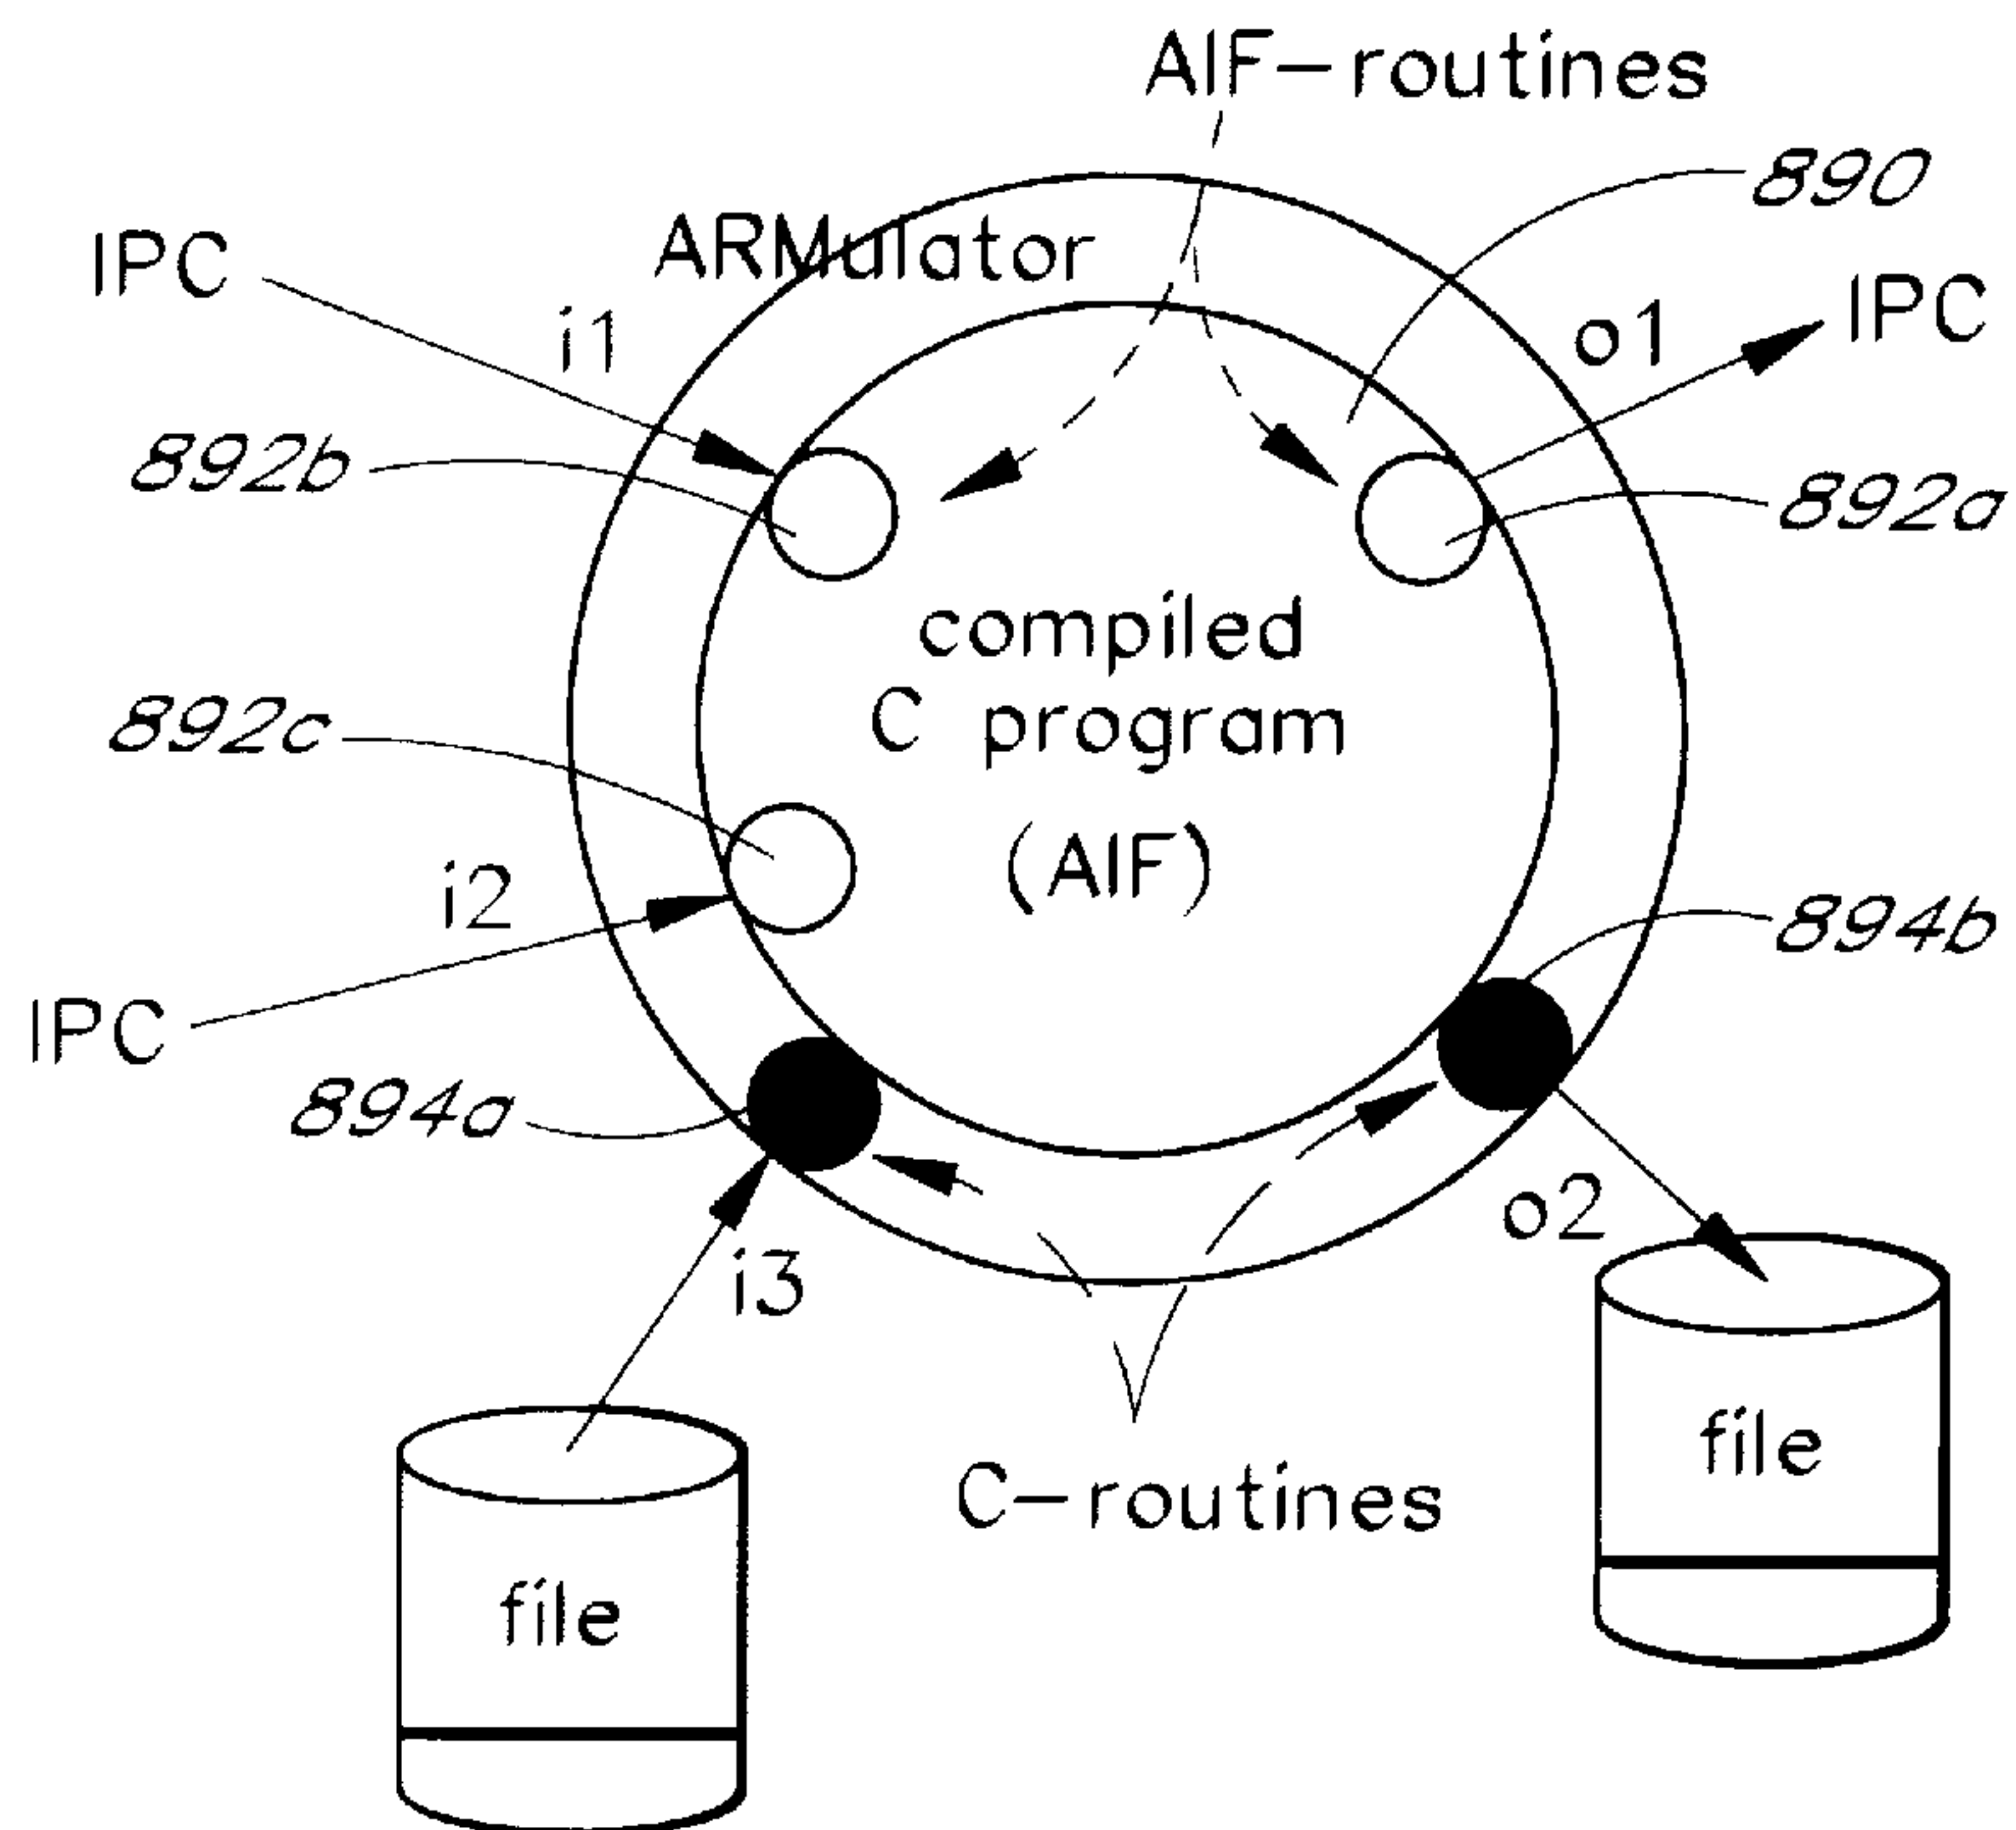 AIF-routines
890
ARMulator
IPC
i1
o1
IPC
892b
892a
compiled
C program
(AIF)
892c
i2
894b
IPC
894a
o2
i3
file
C-routines
file